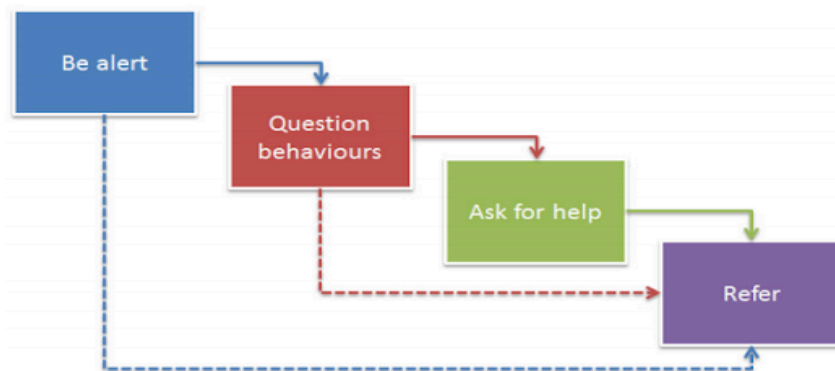 Be alert
Question
behaviours
Ask for help
Refer